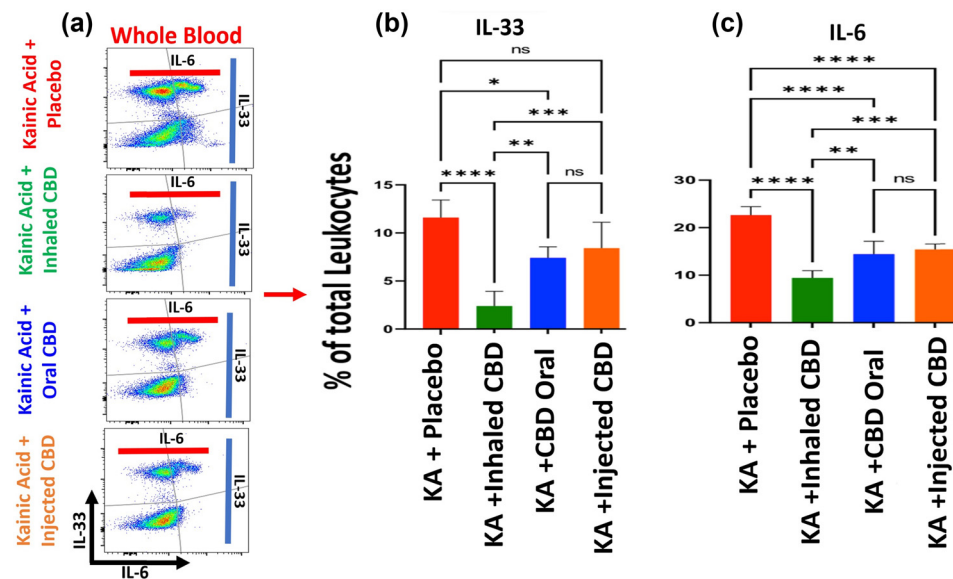 (a)
Whole Blood
Kainic Acid +
Placebo
IL-6
IL-33
Kainic Acid +
Inhaled CBD
IL-6
IL-33
Kainic Acid +
Oral CBD
IL-6
IL-33
Kainic Acid +
Injected CBD
IL-6
IL-33
IL-33
IL-6
(b)
IL-33
ns
*
***
**
****
ns
% of total Leukocytes
15
10
5
0
KA + Placebo
KA +Inhaled CBD
KA +CBD Oral
KA +Injected CBD
(c)
IL-6
****
****
***
**
****
ns
30
20
10
0
KA + Placebo
KA +Inhaled CBD
KA +CBD Oral
KA +Injected CBD